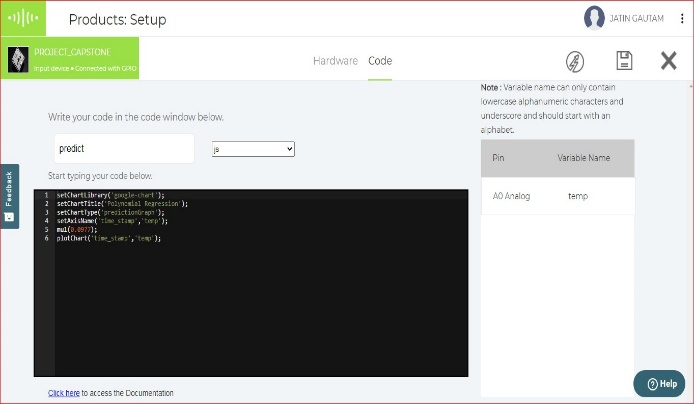 Products: Setup
JATIN GAUTAM
PROJECT_CAPSTONE
Input device • Connected with GPIO
Hardware Code
Note : Variable name can only contain
lowercase alphanumeric characters and
underscore and should start with an
alphabet.
Write your code in the code window below.
predict
js
Start typing your code below.
Pin Variable Name
A0 Analog temp
1 setChartLibrary('google-chart');
2 setChartTitle('Polynomial Regression');
3 setChartType('predictionGraph');
4 setAxisName('time_stamp','temp');
5 mul(0.0977);
6 plotChart('time_stamp','temp');
Feedback
Click here to access the Documentation
Help